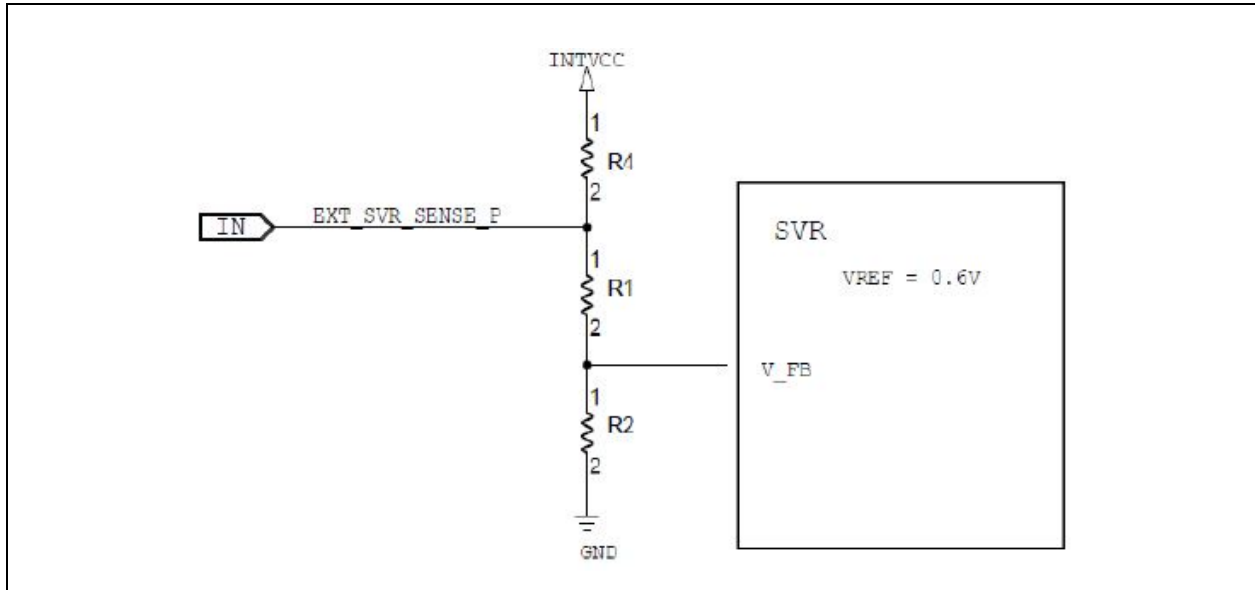 INTVCC
1
R4
2
IN
EXT_SVR_SENSE_P
1
R1
2
1
R2
2
GND
SVR
VREF = 0.6V
V_FB